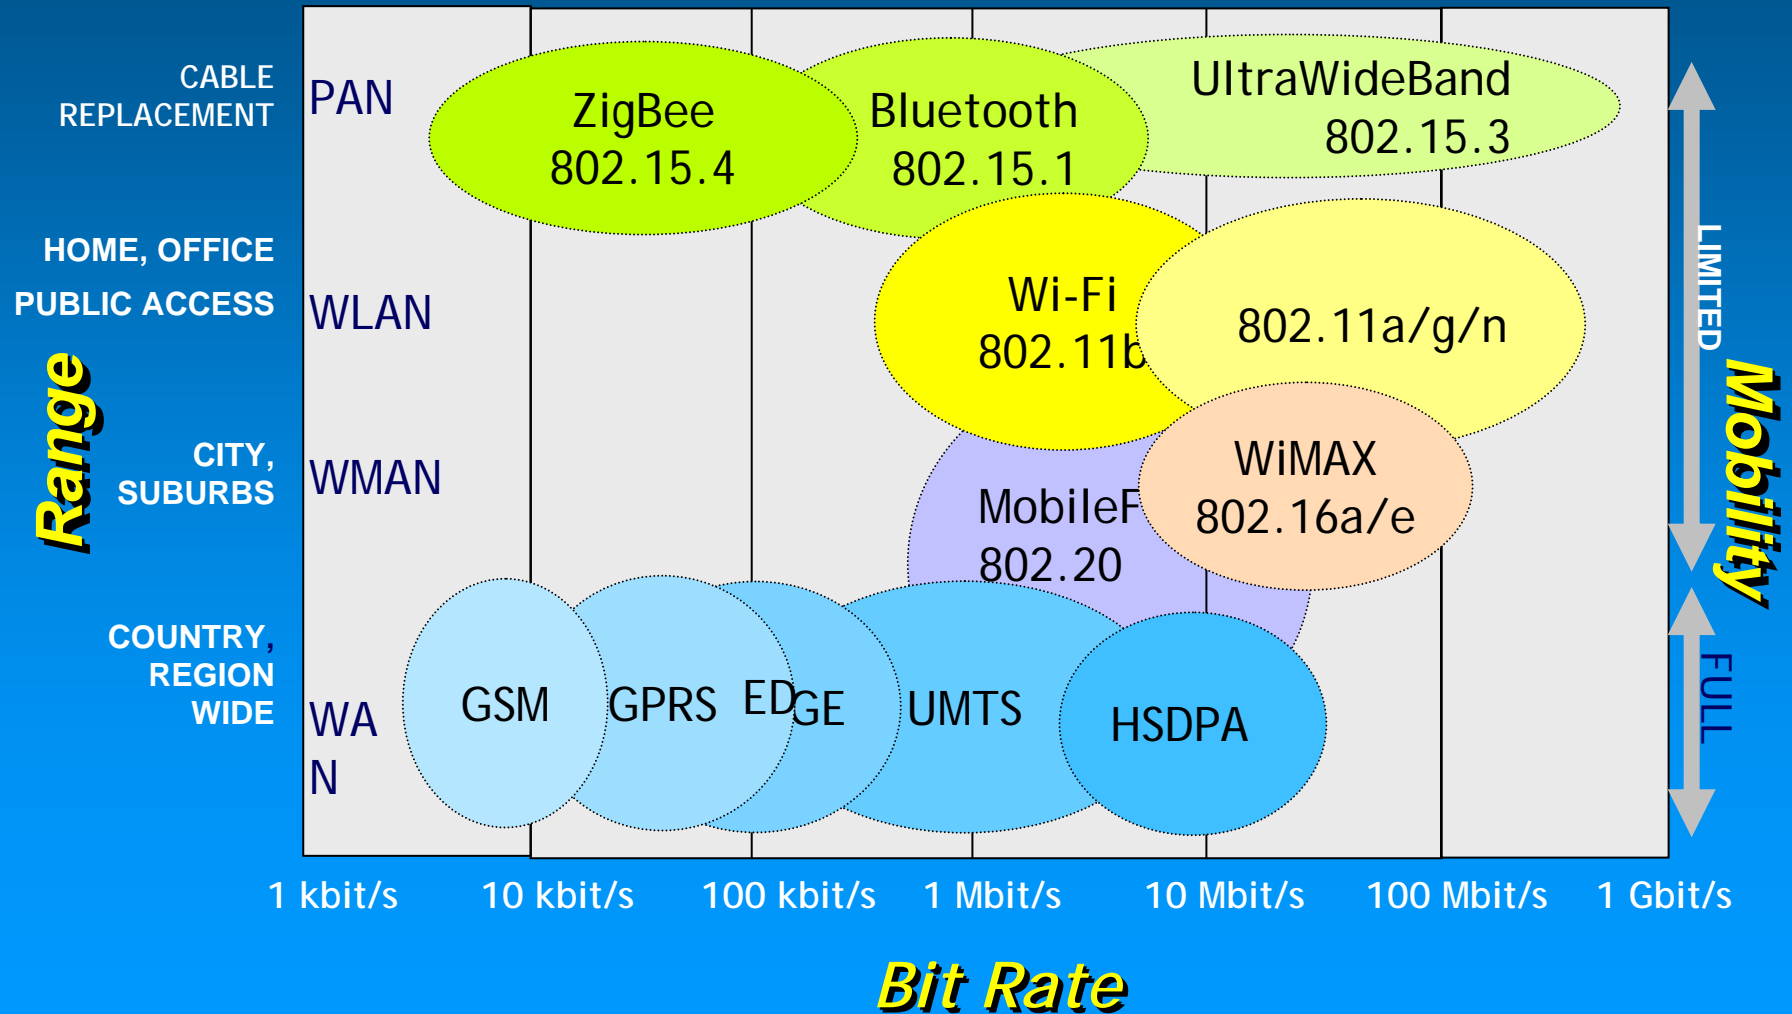 CABLE
REPLACEMENT
PAN
ZigBee
802.15.4
Bluetooth
802.15.1
UltraWideBand
802.15.3
HOME, OFFICE
PUBLIC ACCESS
WLAN
Wi-Fi
802.11b
802.11a/g/n
LIMITED
Range
Mobility
CITY,
SUBURBS
WMAN
MobileF
802.20
WiMAX
802.16a/e
COUNTRY,
REGION
WIDE
WA
N
GSM
GPRS
EDGE
UMTS
HSDPA
FULL
1 kbit/s
10 kbit/s
100 kbit/s
1 Mbit/s
10 Mbit/s
100 Mbit/s
1 Gbit/s
Bit Rate